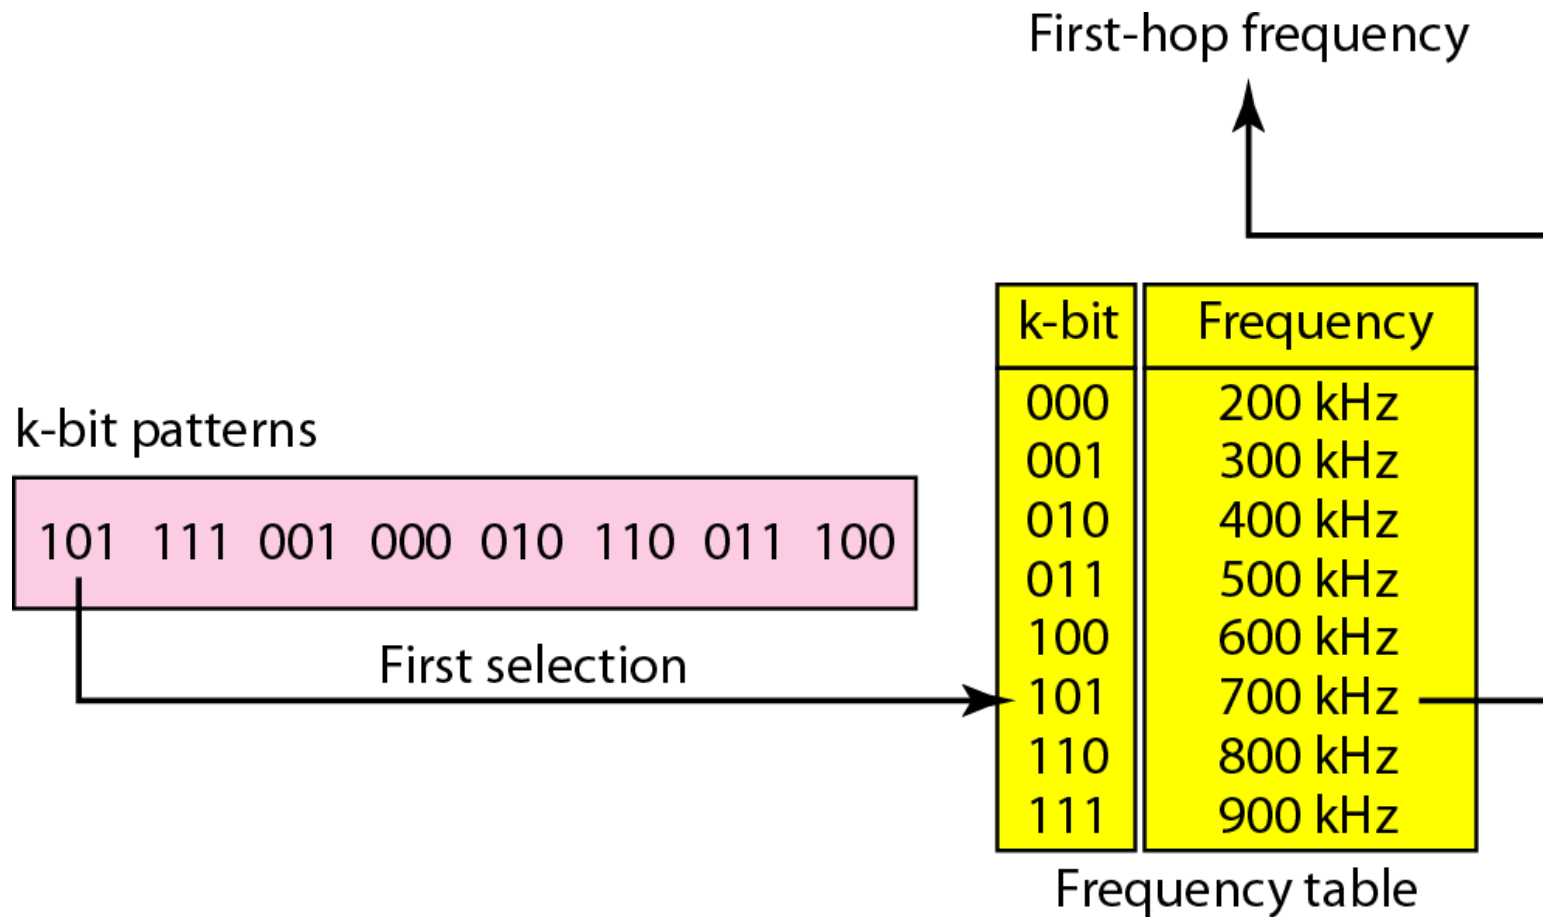 First-hop frequency
k-bit patterns
101 111 001 000 010 110 011 100
First selection
k-bit Frequency
000 200 kHz
001 300 kHz
010 400 kHz
011 500 kHz
100 600 kHz
101 700 kHz
110 800 kHz
111 900 kHz
Frequency table